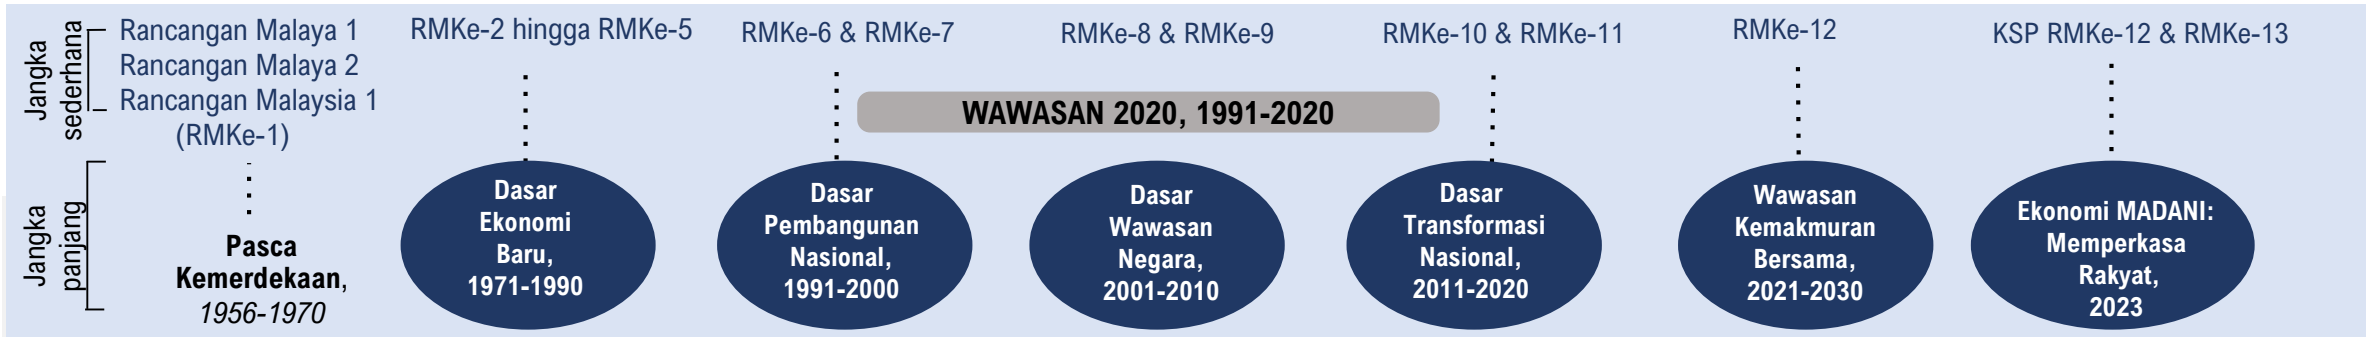 Jangka
sederhana
Rancangan Malaya 1
Rancangan Malaya 2
Rancangan Malaysia 1
(RMKe-1)
RMKe-2 hingga RMKe-5
RMKe-6 & RMKe-7
RMKe-8 & RMKe-9
RMKe-10 & RMKe-11
RMKe-12
KSP RMKe-12 & RMKe-13
WAWASAN 2020, 1991-2020
Jangka
panjang
Pasca
Kemerdekaan,
1956-1970
Dasar
Ekonomi
Baru,
1971-1990
Dasar
Pembangunan
Nasional,
1991-2000
Dasar
Wawasan
Negara,
2001-2010
Dasar
Transformasi
Nasional,
2011-2020
Wawasan
Kemakmuran
Bersama,
2021-2030
Ekonomi MADANI:
Memperkasa
Rakyat,
2023